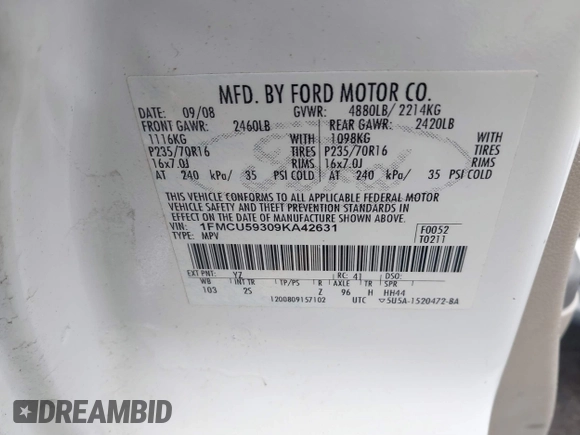 MFD. BY FORD MOTOR CO.
DATE: 09/08 GVWR: 4880LB/ 2214KG
FRONT GAWR: 2460LB REAR GAWR: 2420LB
1116KG WITH 1098KG WITH
P235/70R16 TIRES P235/70R16 TIRES
16x7.0J RIMS 16x7.0J RIMS
AT 240 kPa/ 35 PSI COLD AT 240 kPa/ 35 PSI COLD
THIS VEHICLE CONFORMS TO ALL APPLICABLE FEDERAL MOTOR
VEHICLE SAFETY AND THEFT PREVENTION STANDARDS IN
EFFECT ON THE DATE OF MANUFACTURE SHOWN ABOVE.
VIN: 1FMCU59309KA42631 F0052
TYPE: MPV T0211
EXT PNT: YZ RC: 41 DSO:
WB INT TR TP/PS R AXLE TR SPR
103 2S Z 96 H HH44
1200809157102 UTC 5U5A-1520472-BA
DREAMBID